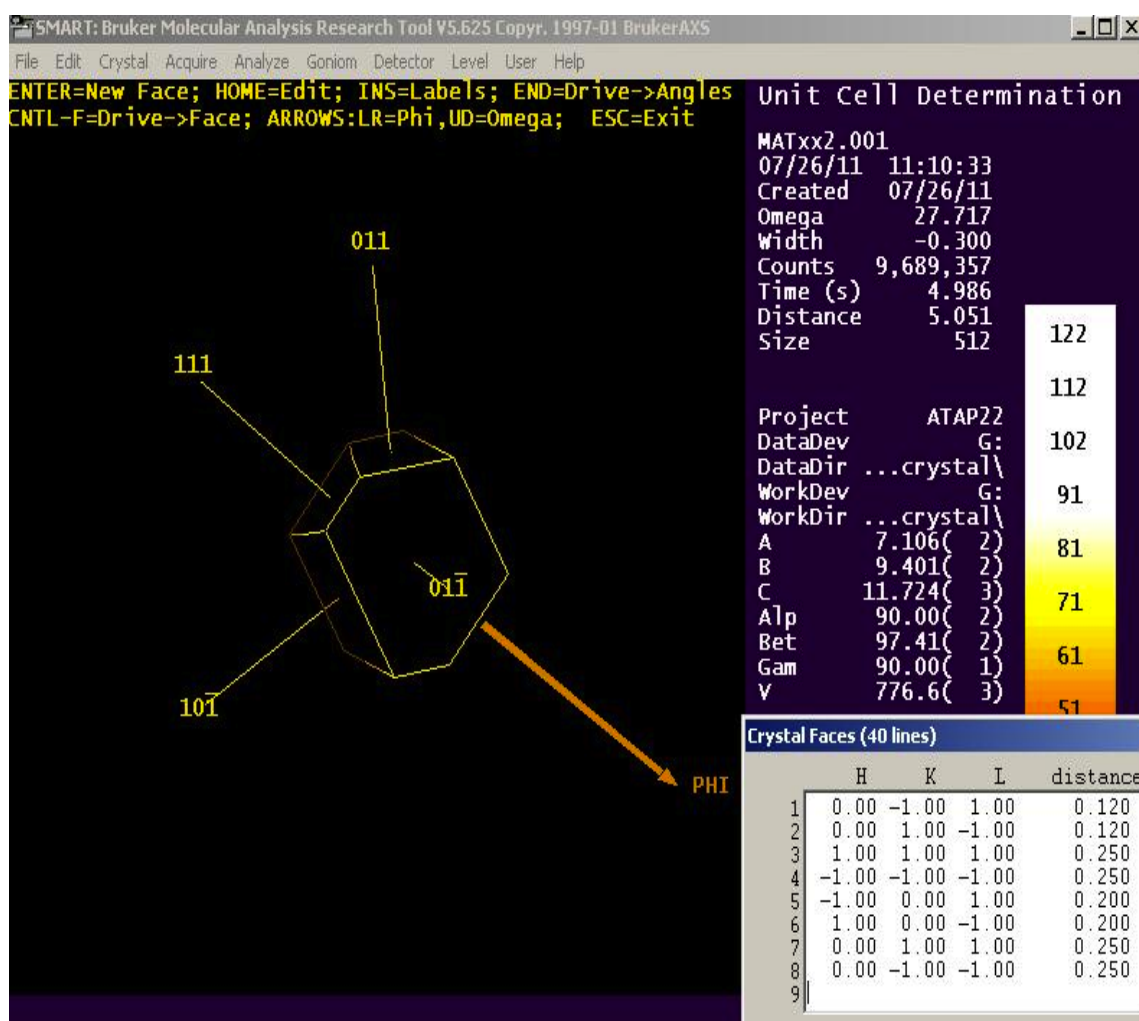 SMART: Bruker Molecular Analysis Research Tool V5.625 Copyr. 1997-01 BrukerAXS
File Edit Crystal Acquire Analyze Goniom Detector Level User Help
ENTER=New Face; HOME=Edit; INS=Labels; END=Drive->Angles
CNTL-F=Drive->Face; ARROWS:LR=Phi,UD=Omega; ESC=Exit
011
111
011̅
101̅
PHI
Unit Cell Determination
MATxx2.001
07/26/11 11:10:33
Created 07/26/11
Omega 27.717
Width -0.300
Counts 9,689,357
Time (s) 4.986
Distance 5.051
Size 512
Project ATAP22
DataDev G:
DataDir ...crystal\
WorkDev G:
WorkDir ...crystal\
A 7.106( 2)
B 9.401( 2)
C 11.724( 3)
Alp 90.00( 2)
Bet 97.41( 2)
Gam 90.00( 1)
V 776.6( 3)
122
112
102
91
81
71
61
51
Crystal Faces (40 lines)
H K L distance
1 0.00 -1.00 1.00 0.120
2 0.00 1.00 -1.00 0.120
3 1.00 1.00 1.00 0.250
4 -1.00 -1.00 -1.00 0.250
5 -1.00 0.00 1.00 0.200
6 1.00 0.00 -1.00 0.200
7 0.00 1.00 1.00 0.250
8 0.00 -1.00 -1.00 0.250
9